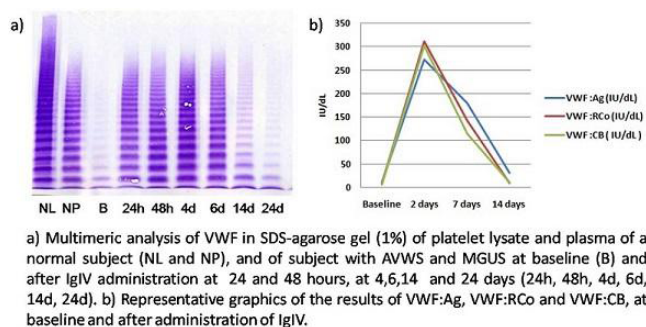 a)
NL NP B 24h 48h 4d 6d 14d 24d
b)
IU/dL
350
300
250
200
150
100
50
0
Baseline 2 days 7 days 14 days
VWF:Ag (IU/dL)
VWF:RCo (IU/dL)
VWF:CB ( IU/dL )
a) Multimeric analysis of VWF in SDS-agarose gel (1%) of platelet lysate and plasma of a
normal subject (NL and NP), and of subject with AVWS and MGUS at baseline (B) and
after IgIV administration at 24 and 48 hours, at 4,6,14 and 24 days (24h, 48h, 4d, 6d,
14d, 24d). b) Representative graphics of the results of VWF:Ag, VWF:RCo and VWF:CB, at
baseline and after administration of IgIV.